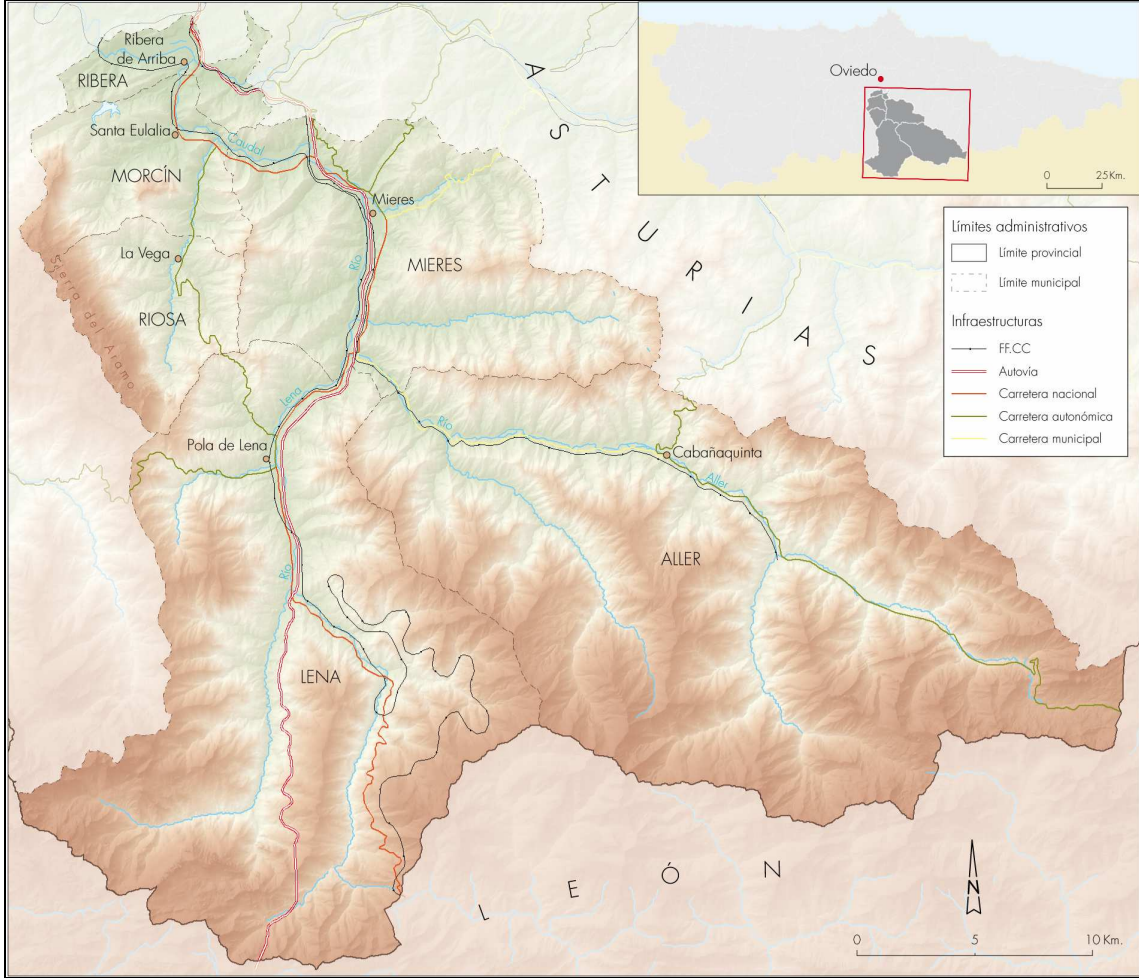 Ribera
de Arriba
RIBERA
Santa Eulalia
Caudal
MORCÍN
Mieres
La Vega
Río
MIERES
RIOSA
Sierra del Aramo
Lena
Pola de Lena
Río
Cabañaquinta
Aller
ALLER
Río
LENA
ASTURIAS
LEÓN
Oviedo
0 25 Km.
Límites administrativos
Límite provincial
Límite municipal
Infraestructuras
FF.CC
Autovía
Carretera nacional
Carretera autonómica
Carretera municipal
N
0 5 10 Km.